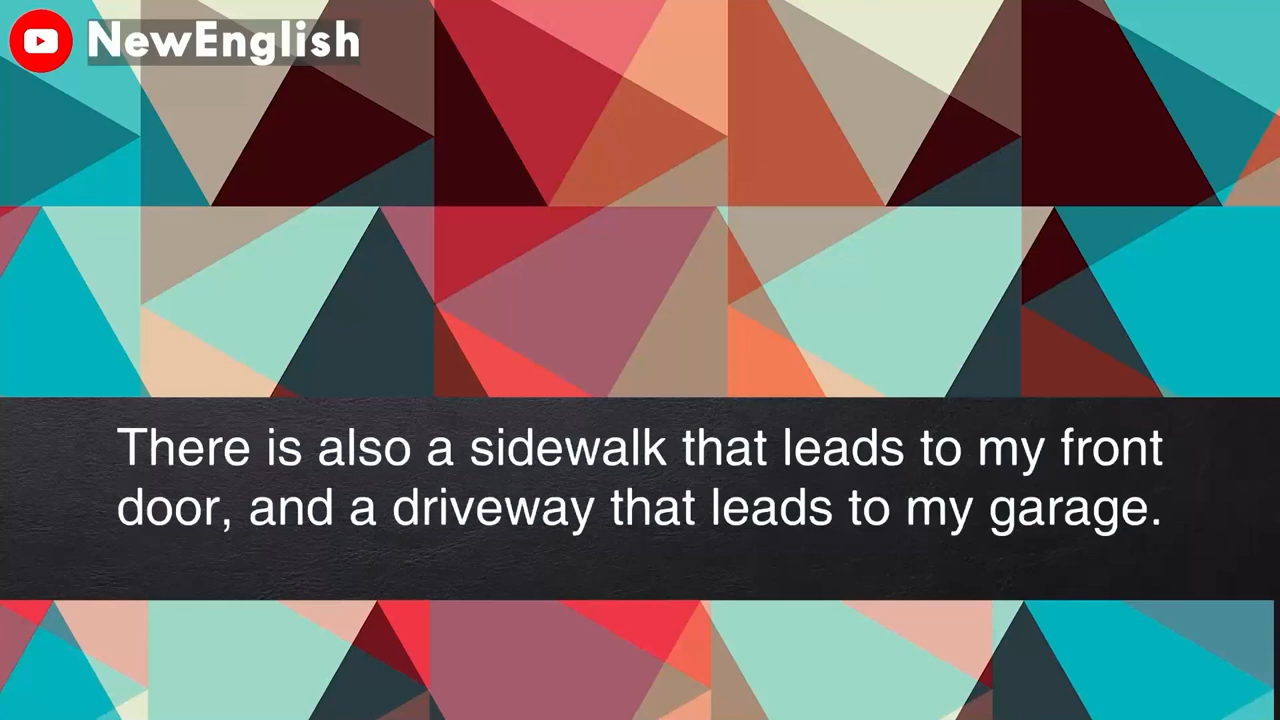 NewEnglish
There is also a sidewalk that leads to my front
door, and a driveway that leads to my garage.